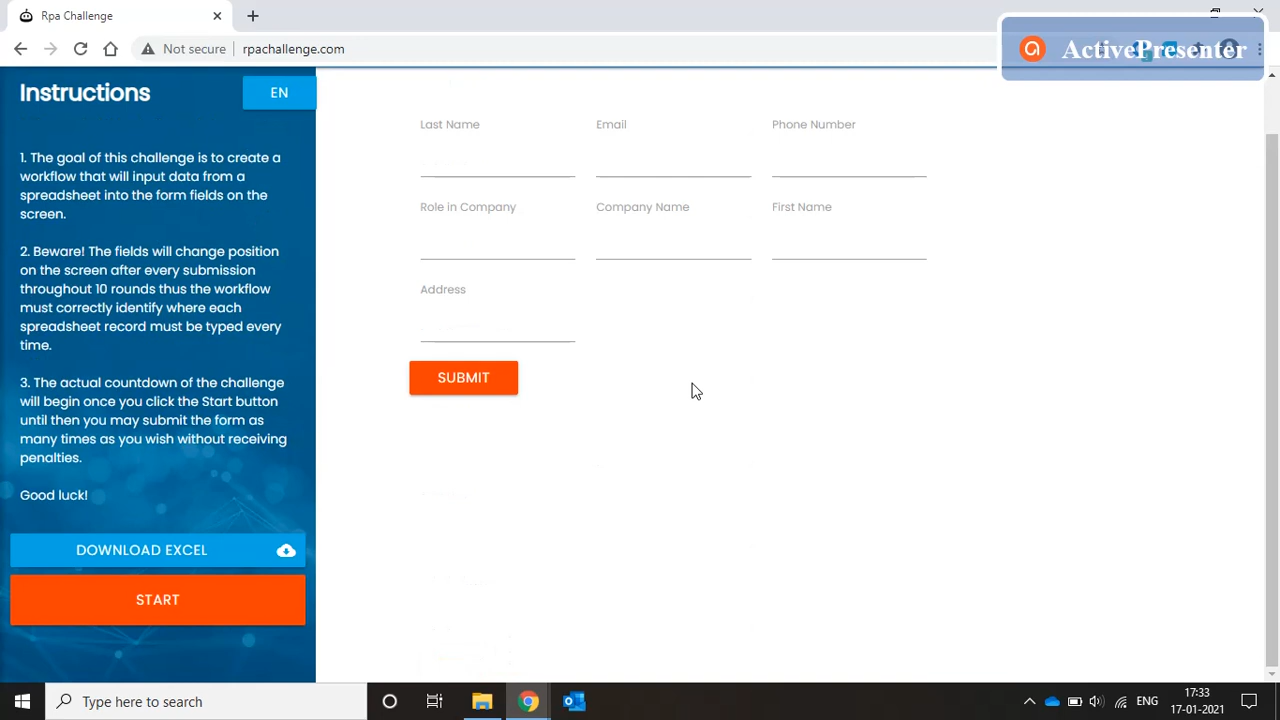 Rpa Challenge
Not secure
rpachallenge.com
ActivePresenter
Instructions
EN
1. The goal of this challenge is to create a
workflow that will input data from a
spreadsheet into the form fields on the
screen.
2. Beware! The fields will change position
on the screen after every submission
throughout 10 rounds thus the workflow
must correctly identify where each
spreadsheet record must be typed every
time.
3. The actual countdown of the challenge
will begin once you click the Start button
until then you may submit the form as
many times as you wish without receiving
penalties.
Good luck!
DOWNLOAD EXCEL
START
Last Name
Email
Phone Number
Role in Company
Company Name
First Name
Address
SUBMIT
Type here to search
ENG
17:33
17-01-2021